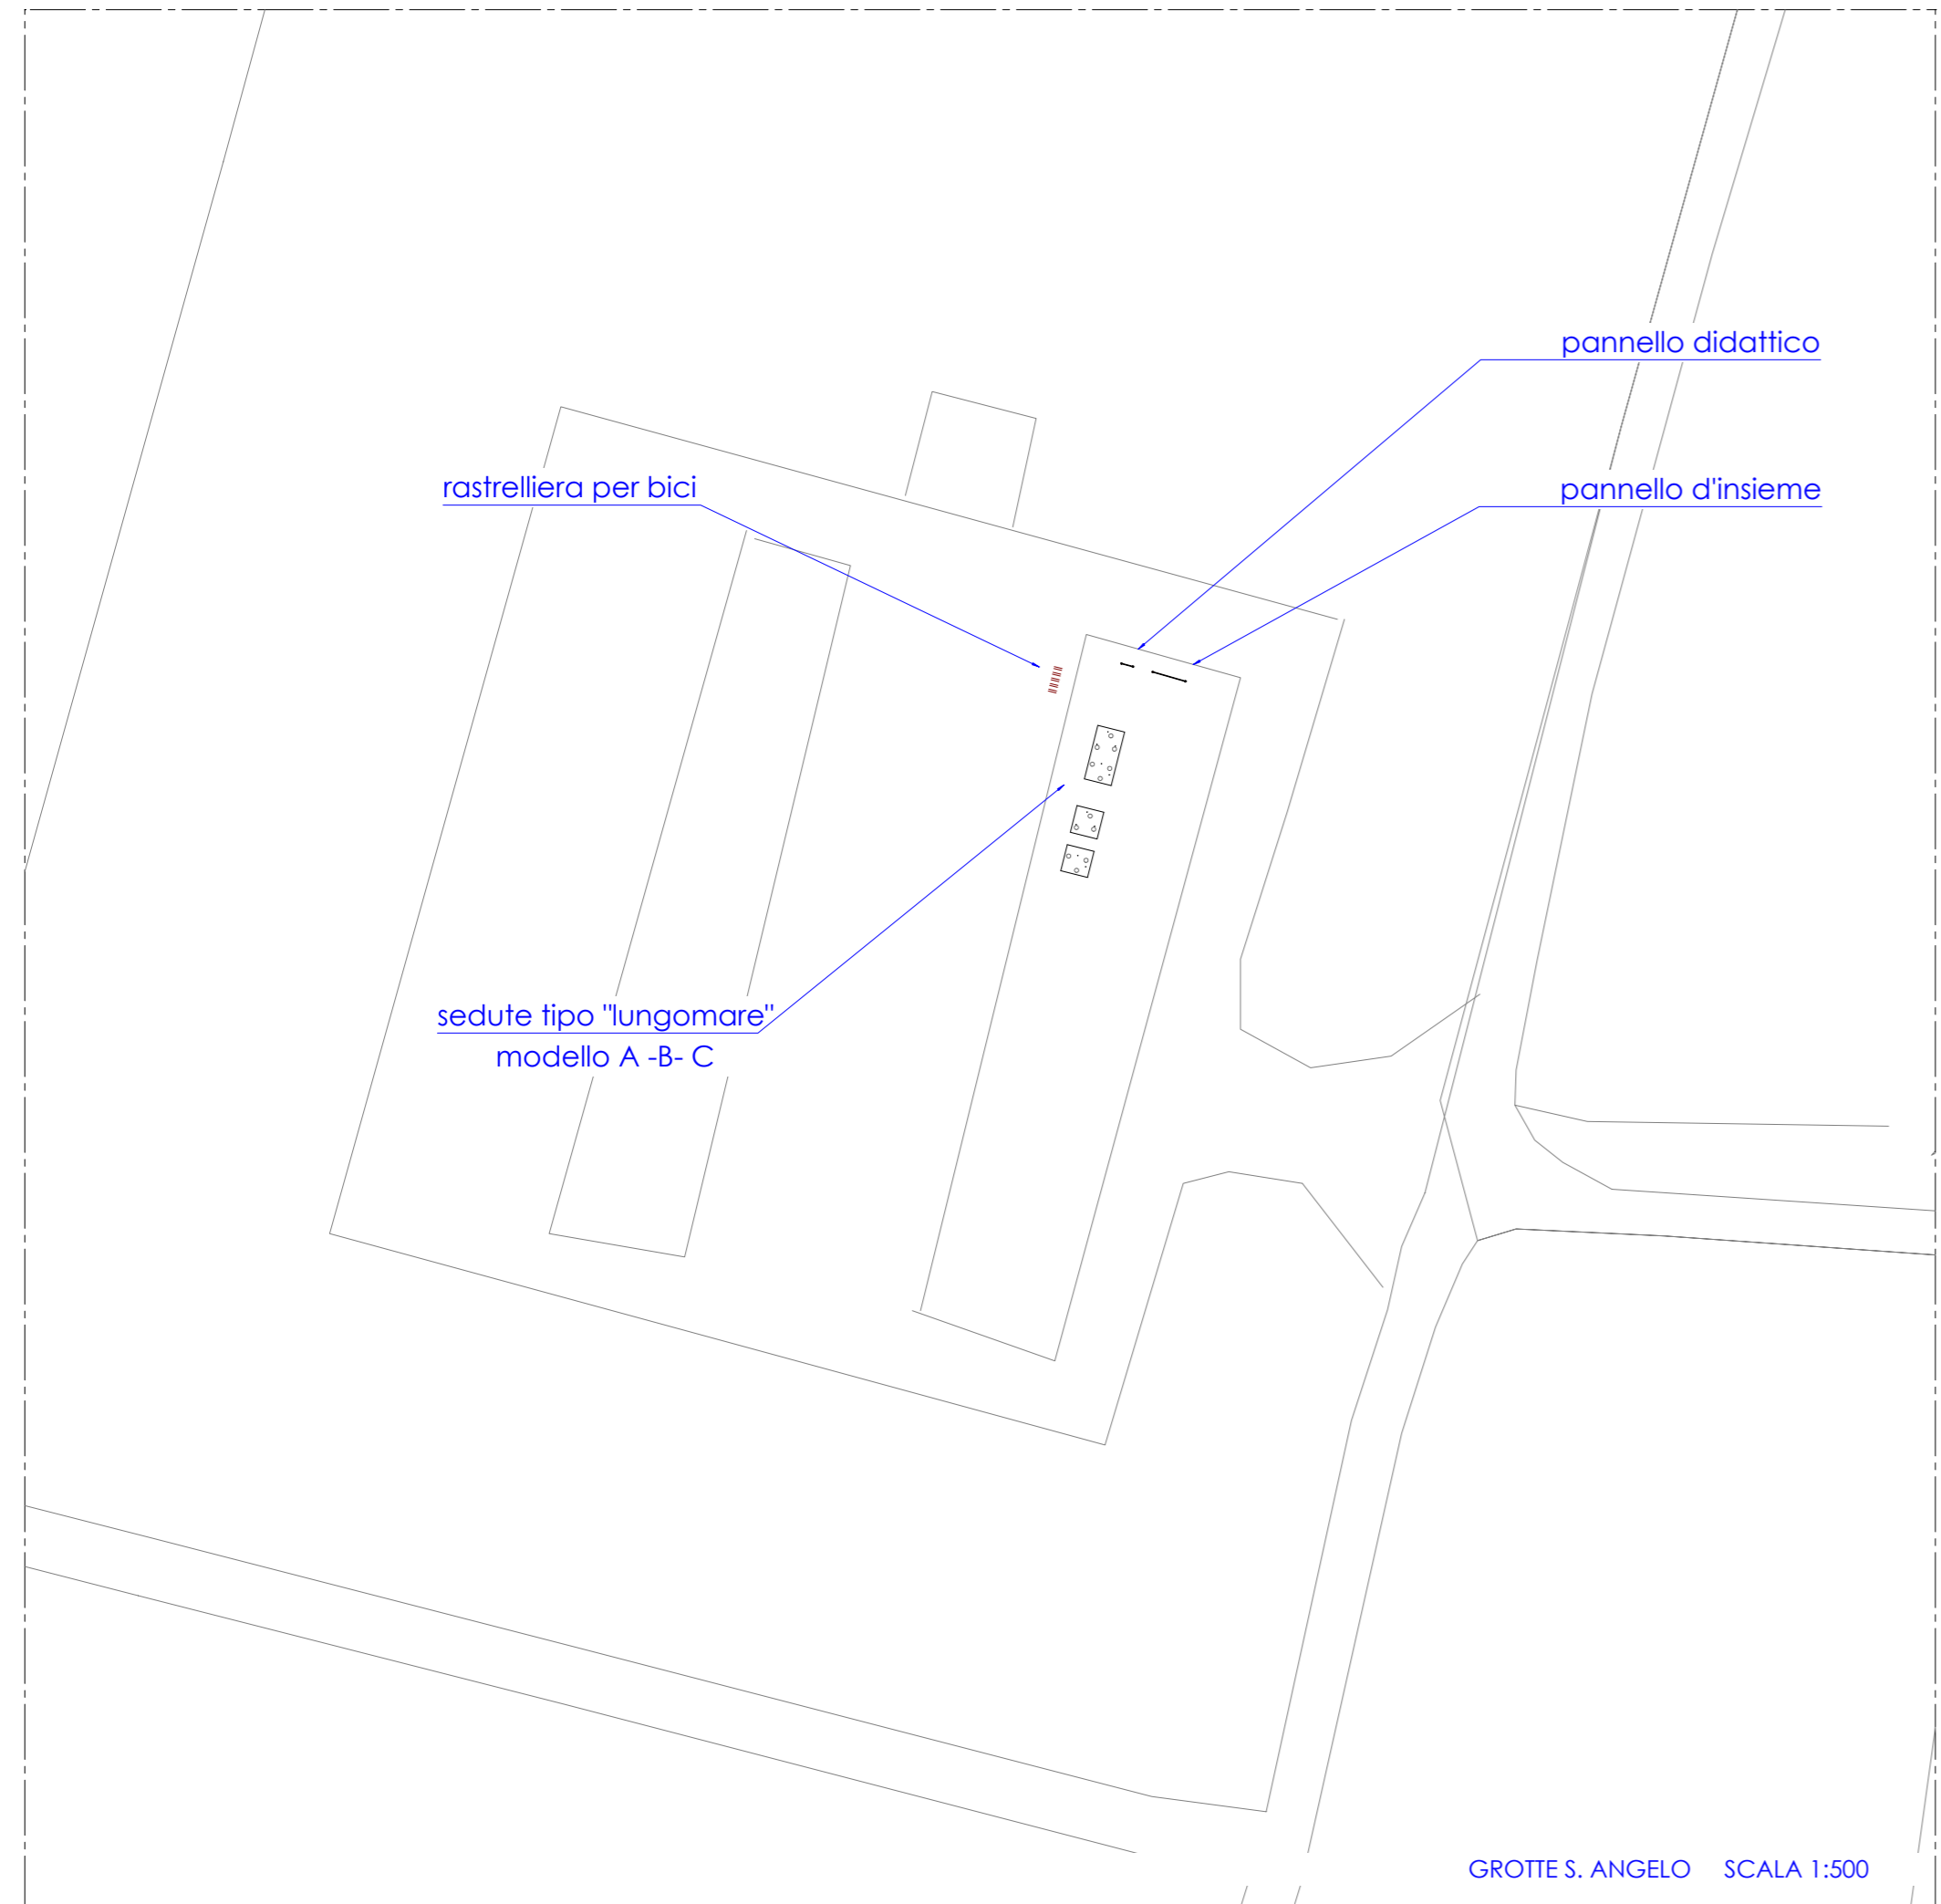 pannello didattico
rastrelliera per bici
pannello d'insieme
sedute tipo "lungomare"
modello A -B- C
GROTTE S. ANGELO SCALA 1:500